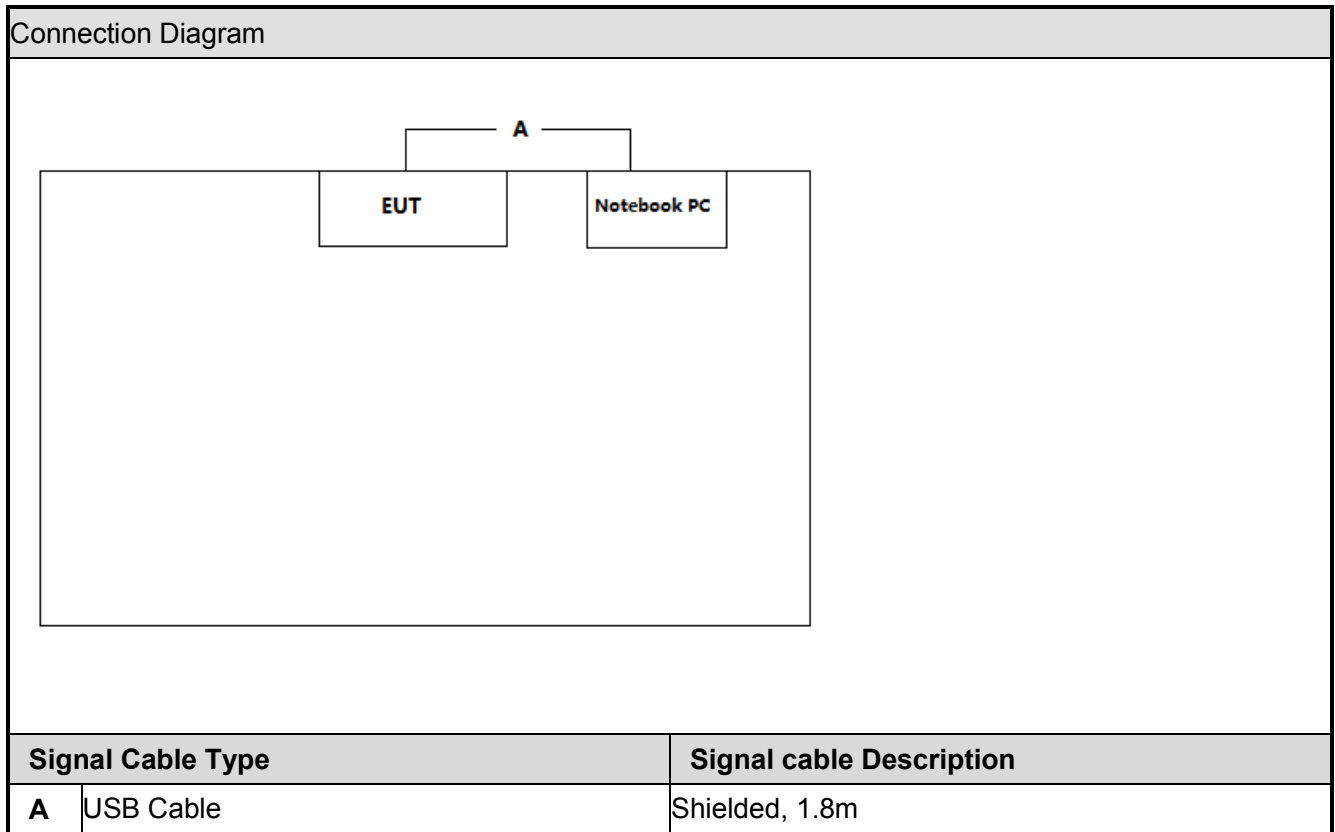 Connection Diagram
A
EUT
Notebook PC
Signal Cable Type Signal cable Description
A USB Cable Shielded, 1.8m